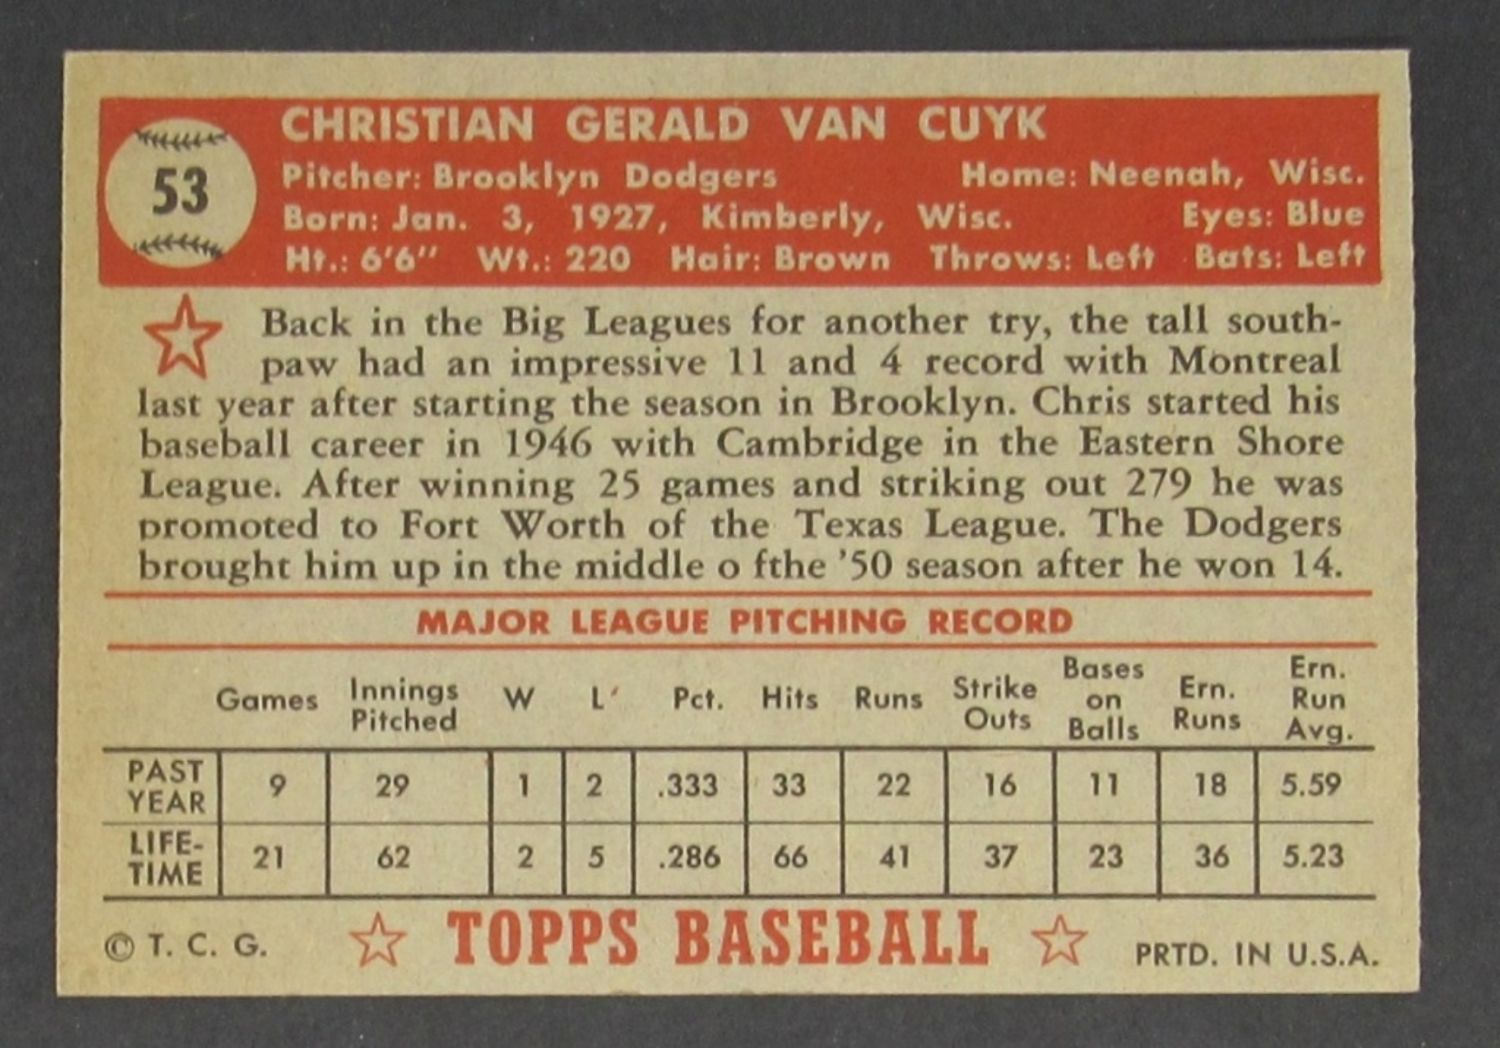 53
CHRISTIAN GERALD VAN CUYK
Pitcher: Brooklyn Dodgers Home: Neenah, Wisc.
Born: Jan. 3, 1927, Kimberly, Wisc. Eyes: Blue
Ht.: 6'6" Wt.: 220 Hair: Brown Throws: Left Bats: Left
Back in the Big Leagues for another try, the tall south-
paw had an impressive 11 and 4 record with Montreal
last year after starting the season in Brooklyn. Chris started his
baseball career in 1946 with Cambridge in the Eastern Shore
League. After winning 25 games and striking out 279 he was
promoted to Fort Worth of the Texas League. The Dodgers
brought him up in the middle o fthe '50 season after he won 14.
MAJOR LEAGUE PITCHING RECORD
Games Innings Pitched W L Pct. Hits Runs Strike Outs Bases on Balls Ern. Runs Ern. Run Avg.
PAST YEAR 9 29 1 2 .333 33 22 16 11 18 5.59
LIFE-TIME 21 62 2 5 .286 66 41 37 23 36 5.23
© T. C. G. TOPPS BASEBALL PRTD. IN U.S.A.